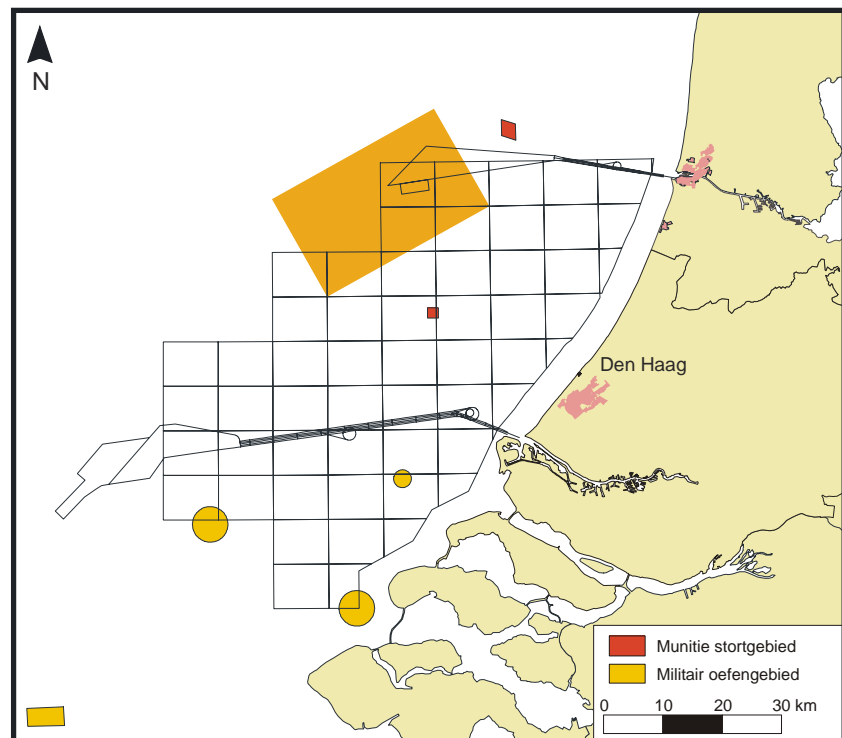 N
Den Haag
Munitie stortgebied
Militair oefengebied
0 10 20 30 km